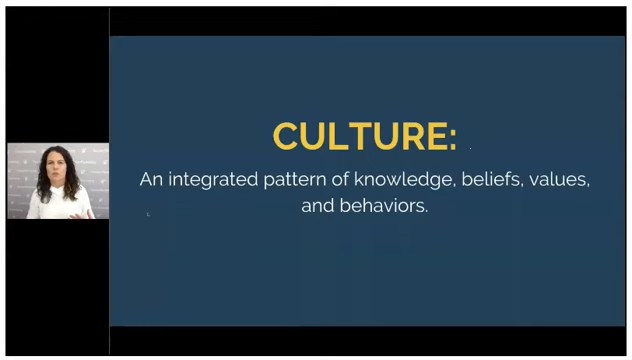 CULTURE:
An integrated pattern of knowledge, beliefs, values,
and behaviors.